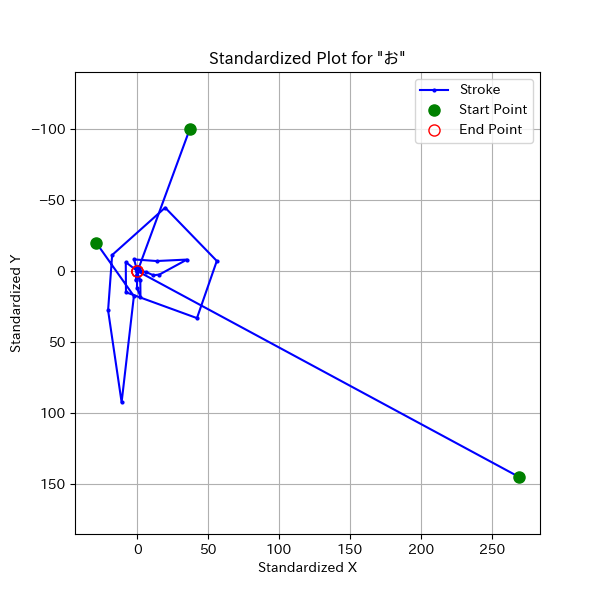 Standardized Plot for "お"
Stroke
Start Point
End Point
−100
−50
0
50
100
150
Standardized Y
0 50 100 150 200 250
Standardized X